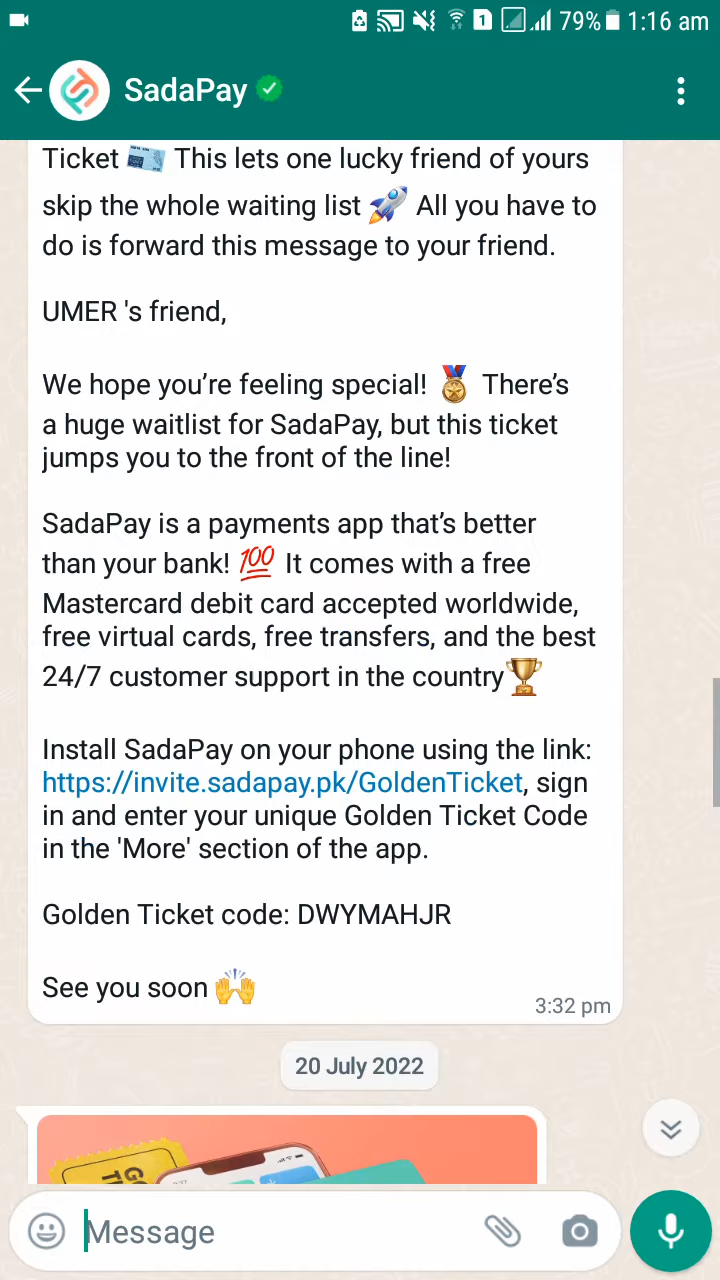 79% 1:16 am
SadaPay
Ticket 🎫 This lets one lucky friend of yours
skip the whole waiting list 🚀 All you have to
do is forward this message to your friend.
UMER 's friend,
We hope you’re feeling special! 🏅 There’s
a huge waitlist for SadaPay, but this ticket
jumps you to the front of the line!
SadaPay is a payments app that’s better
than your bank! 💯 It comes with a free
Mastercard debit card accepted worldwide,
free virtual cards, free transfers, and the best
24/7 customer support in the country🏆
Install SadaPay on your phone using the link:
https://invite.sadapay.pk/GoldenTicket, sign
in and enter your unique Golden Ticket Code
in the 'More' section of the app.
Golden Ticket code: DWYMAHJR
See you soon 🙌
3:32 pm
20 July 2022
Message